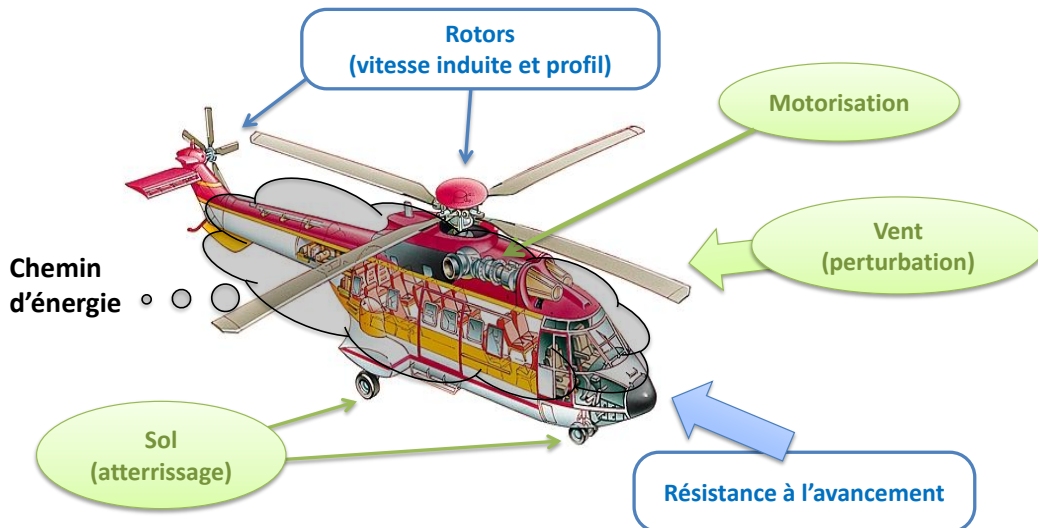 Rotors
(vitesse induite et profil)
Motorisation
Vent
(perturbation)
Chemin
d’énergie
Sol
(atterrissage)
Résistance à l’avancement